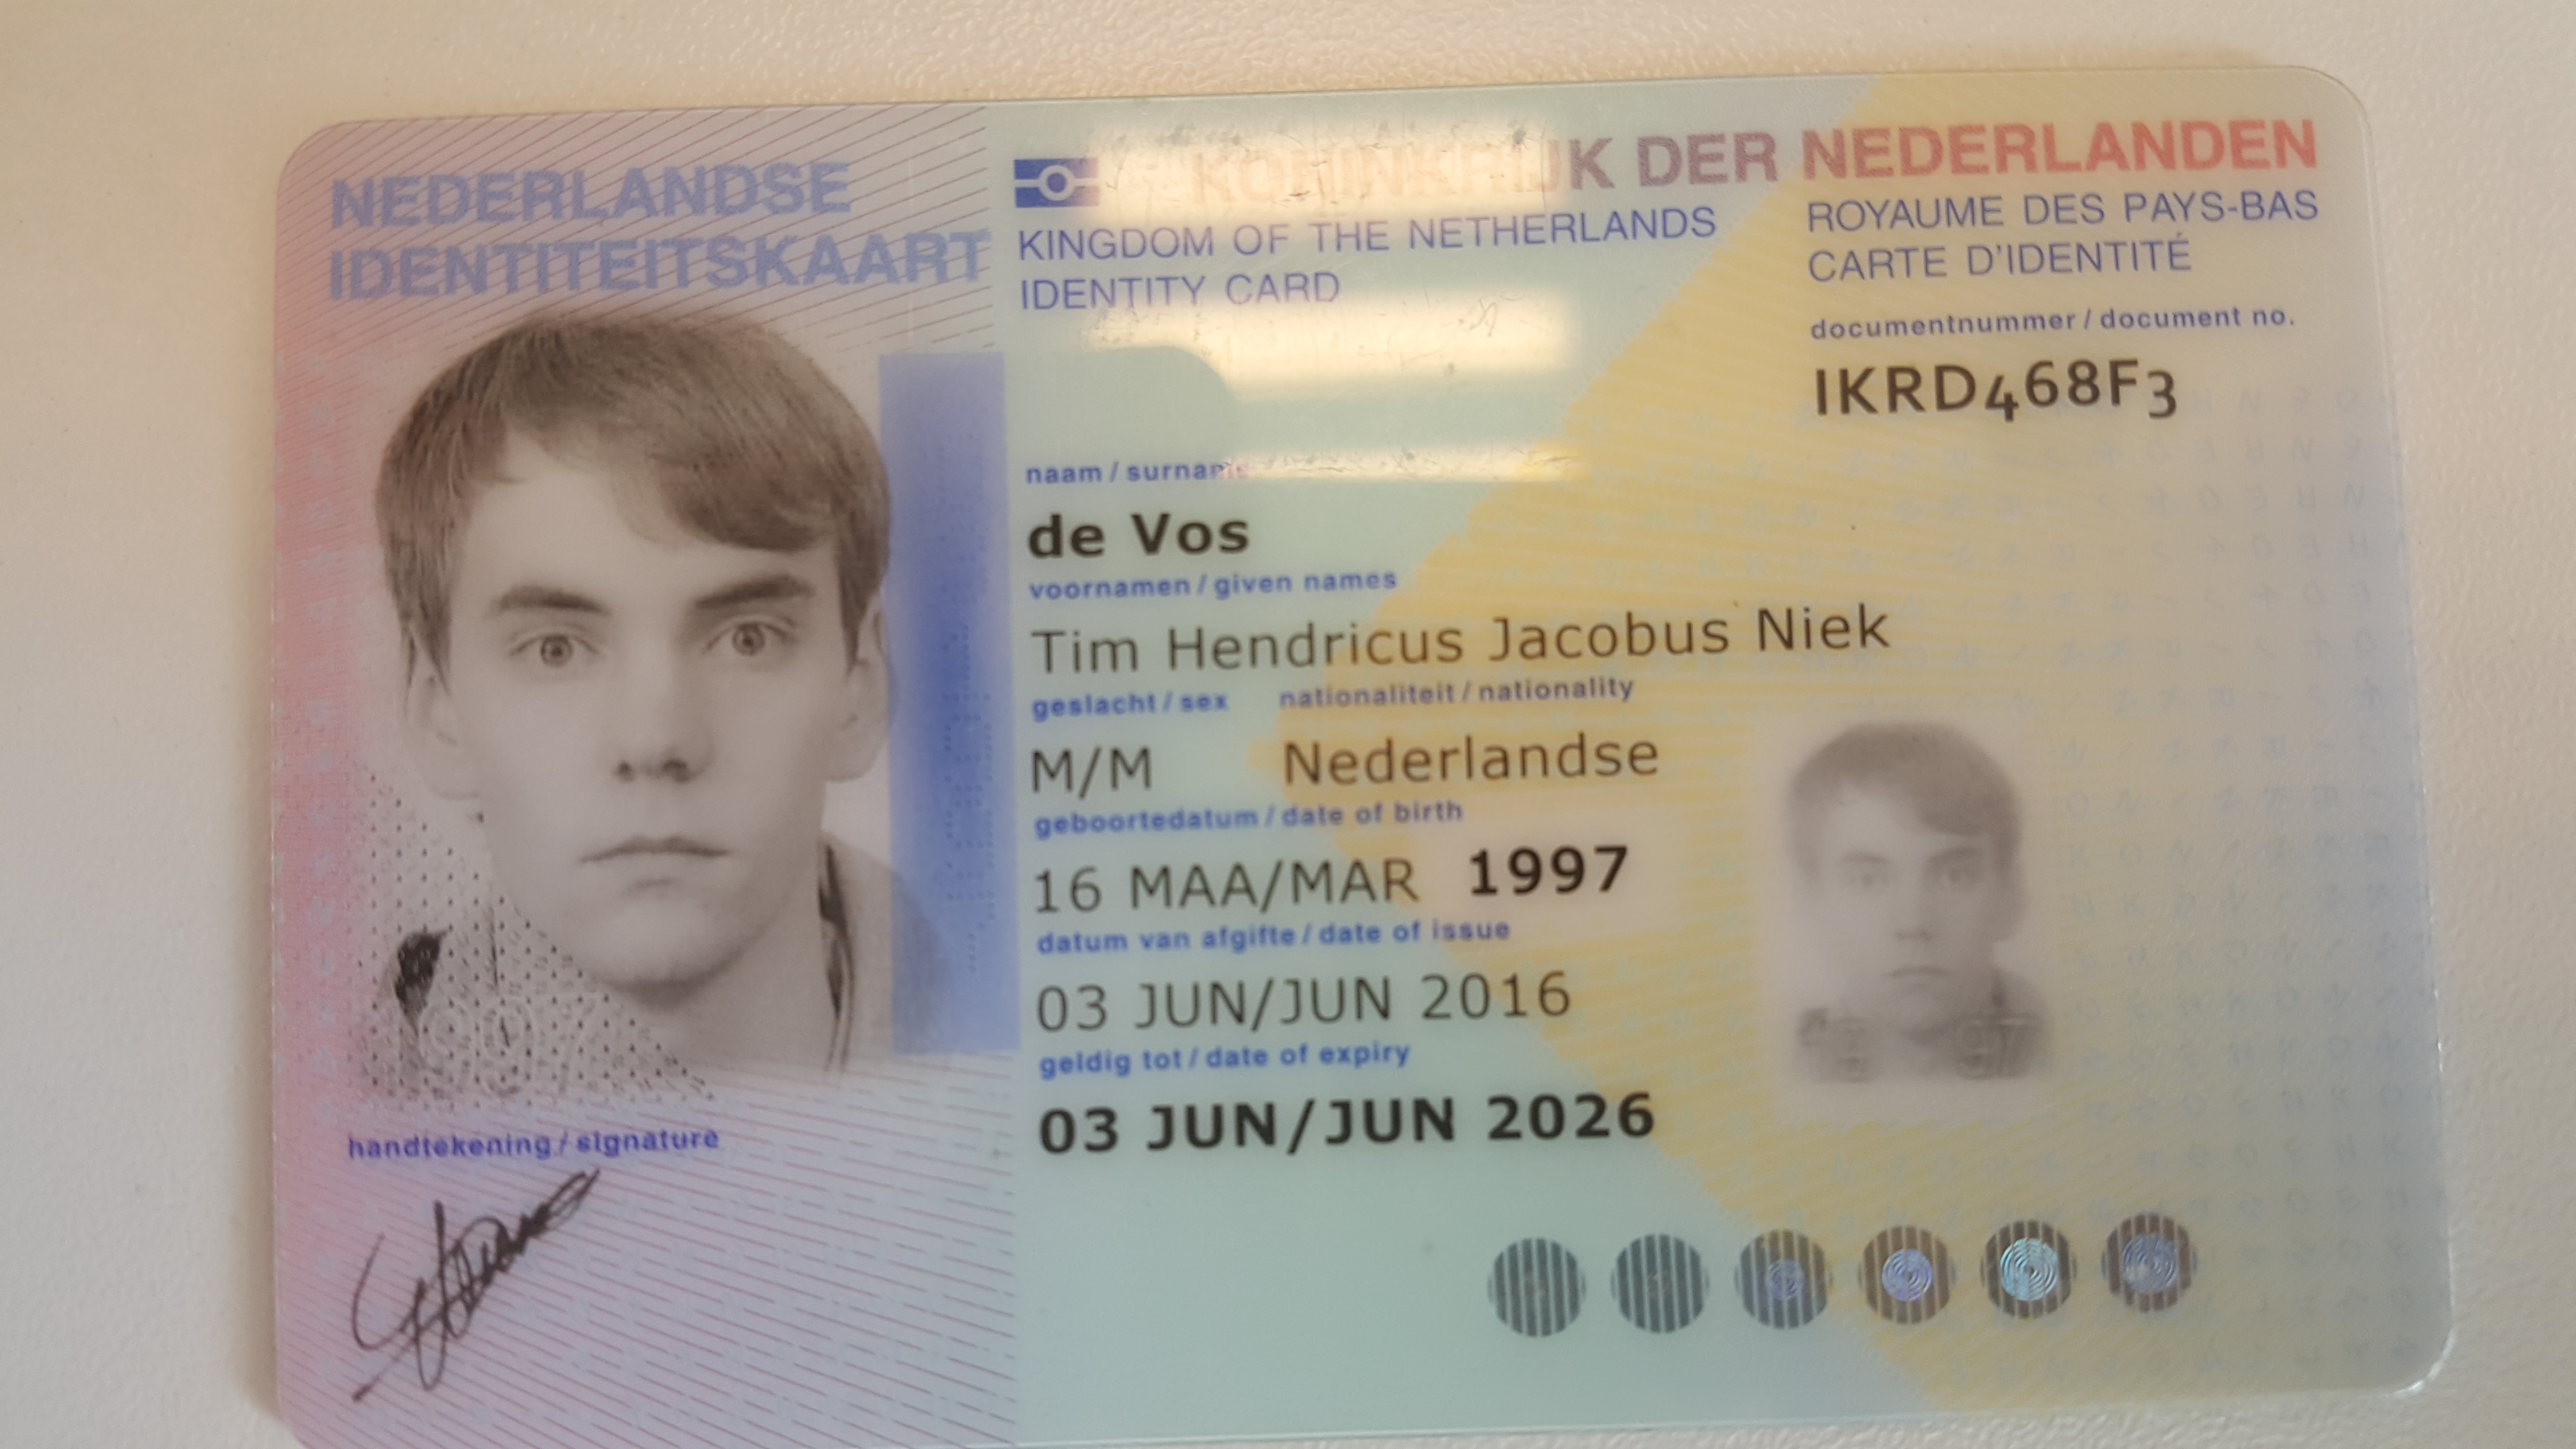 NEDERLANDSE
IDENTITEITSKAART
KONINKRIJK DER NEDERLANDEN
KINGDOM OF THE NETHERLANDS
IDENTITY CARD
ROYAUME DES PAYS-BAS
CARTE D'IDENTITÉ
documentnummer / document no.
IKRD468F3
naam / surname
de Vos
voornamen / given names
Tim Hendricus Jacobus Niek
geslacht / sex nationaliteit / nationality
M/M Nederlandse
geboortedatum / date of birth
16 MAA/MAR 1997
datum van afgifte / date of issue
03 JUN/JUN 2016
geldig tot / date of expiry
03 JUN/JUN 2026
handtekening / signature